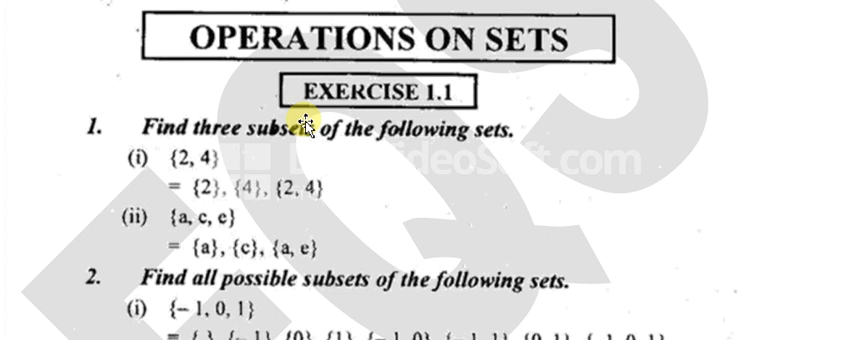 OPERATIONS ON SETS
EXERCISE 1.1
1. Find three subsets of the following sets.
(i) {2, 4}
= {2}, {4}, {2, 4}
(ii) {a, c, e}
= {a}, {c}, {a, e}
2. Find all possible subsets of the following sets.
(i) {– 1, 0, 1}